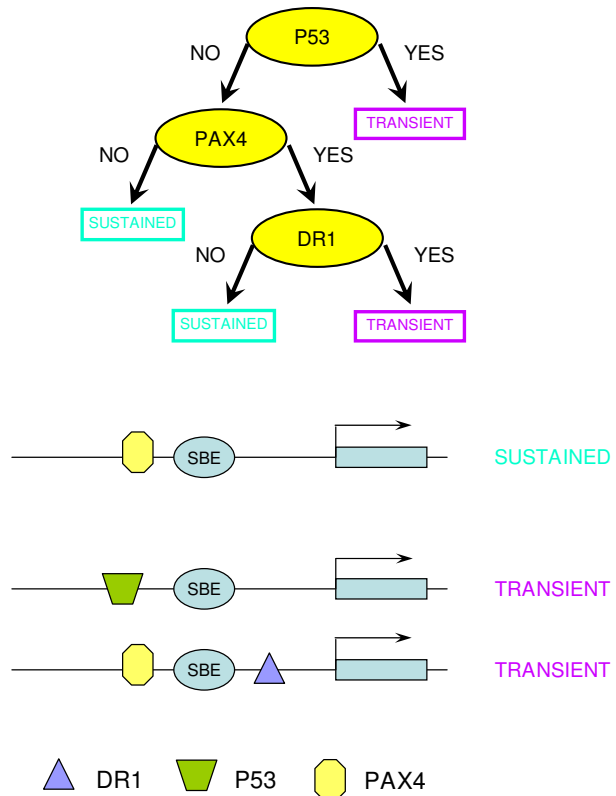 P53
NO
YES
TRANSIENT
PAX4
NO
YES
SUSTAINED
DR1
NO
YES
SUSTAINED
TRANSIENT
SBE
SUSTAINED
SBE
TRANSIENT
SBE
TRANSIENT
DR1
P53
PAX4